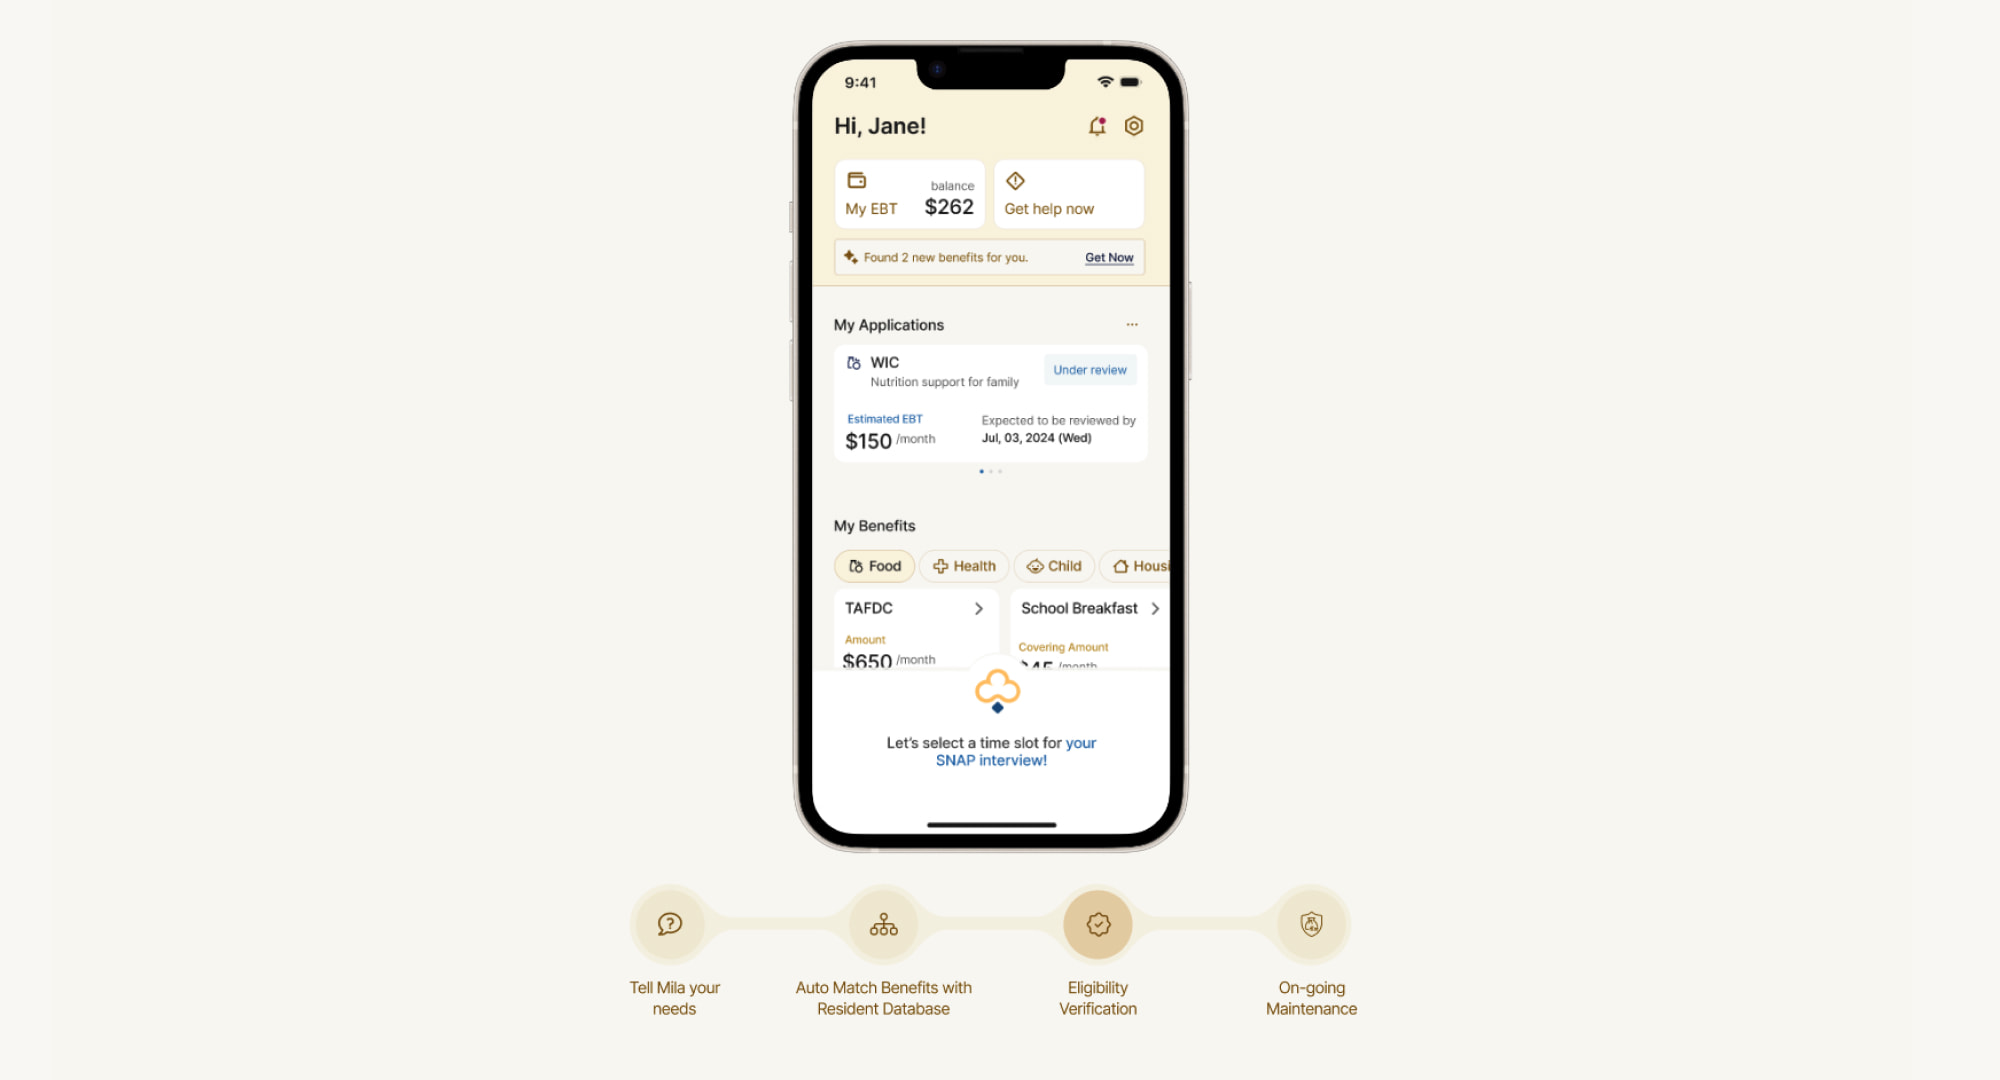 9:41
Hi, Jane!
balance
My EBT
$262
Get help now
Found 2 new benefits for you.
Get Now
My Applications
WIC
Nutrition support for family
Under review
Estimated EBT
$150 /month
Expected to be reviewed by
Jul, 03, 2024 (Wed)
My Benefits
Food
Health
Child
Housi
TAFDC
Amount
$650 /month
School Breakfast
Covering Amount
/month
Let's select a time slot for your
SNAP interview!
Tell Mila your
needs
Auto Match Benefits with
Resident Database
Eligibility
Verification
On-going
Maintenance